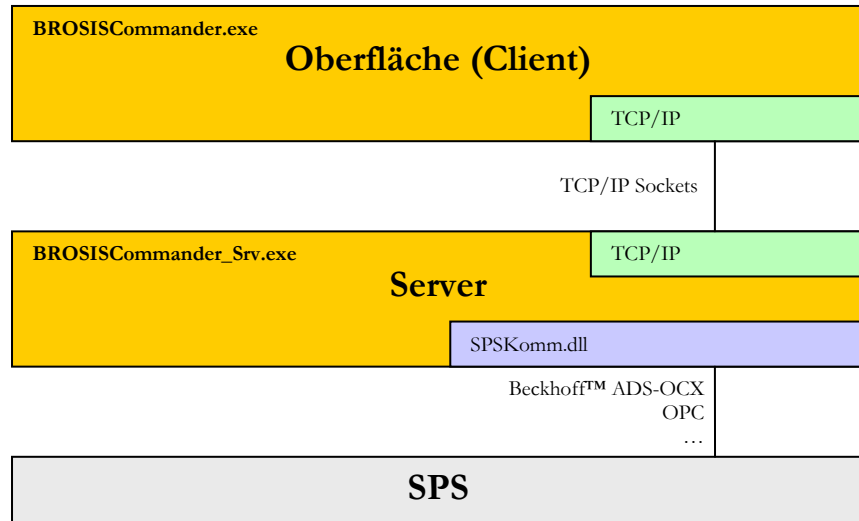 BROSISCommander.exe
Oberfläche (Client)
TCP/IP
TCP/IP Sockets
BROSISCommander_Srv.exe
TCP/IP
Server
SPSKomm.dll
Beckhoff™ ADS-OCX
OPC
…
SPS